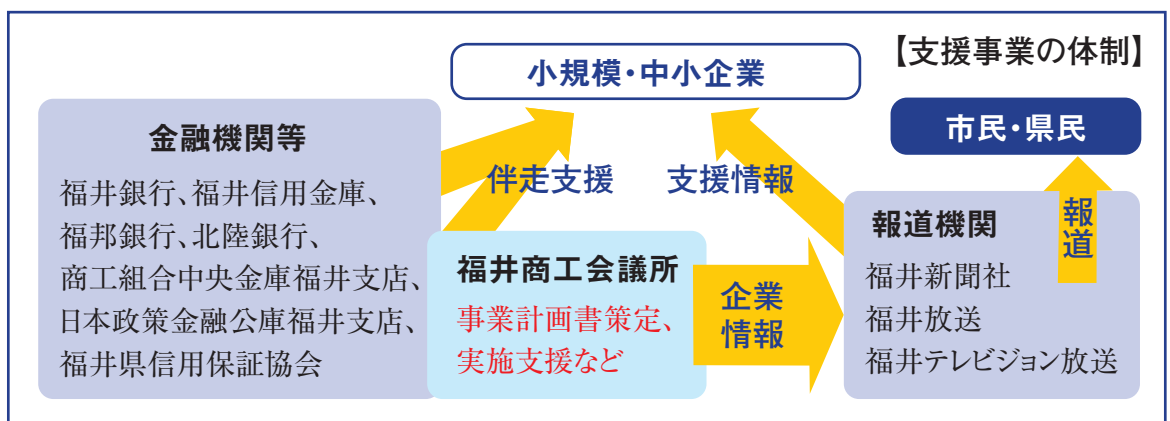 【支援事業の体制】
小規模・中小企業
市民・県民
金融機関等
福井銀行、福井信用金庫、
福邦銀行、北陸銀行、
商工組合中央金庫福井支店、
日本政策金融公庫福井支店、
福井県信用保証協会
伴走支援
支援情報
福井商工会議所
事業計画書策定、
実施支援など
企業
情報
報道機関
福井新聞社
福井放送
福井テレビジョン放送
報道